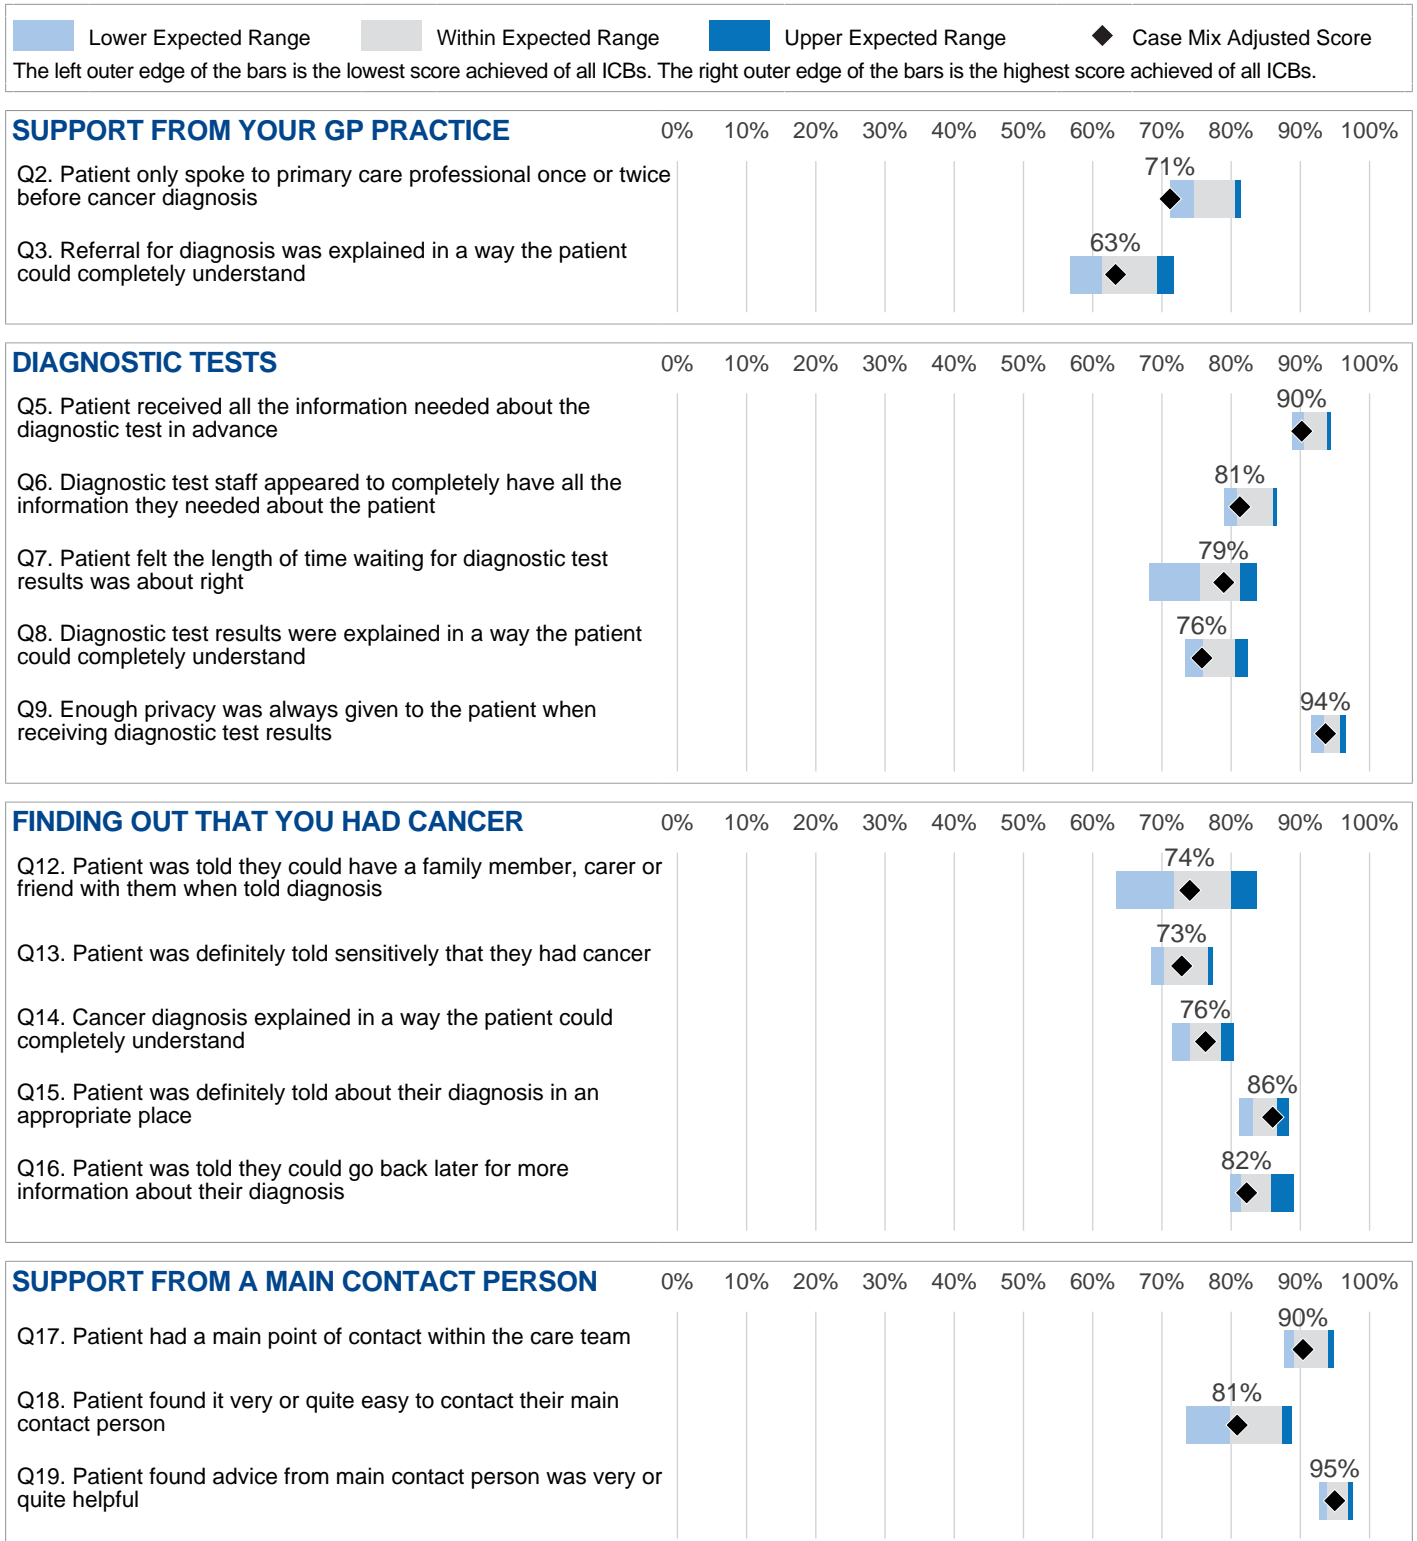 Lower Expected Range Within Expected Range Upper Expected Range Case Mix Adjusted Score
The left outer edge of the bars is the lowest score achieved of all ICBs. The right outer edge of the bars is the highest score achieved of all ICBs.
SUPPORT FROM YOUR GP PRACTICE 0% 10% 20% 30% 40% 50% 60% 70% 80% 90% 100%
71%
Q2. Patient only spoke to primary care professional once or twice
before cancer diagnosis
63%
Q3. Referral for diagnosis was explained in a way the patient
could completely understand
DIAGNOSTIC TESTS 0% 10% 20% 30% 40% 50% 60% 70% 80% 90% 100%
90%
Q5. Patient received all the information needed about the
diagnostic test in advance
81%
Q6. Diagnostic test staff appeared to completely have all the
information they needed about the patient
79%
Q7. Patient felt the length of time waiting for diagnostic test
results was about right
76%
Q8. Diagnostic test results were explained in a way the patient
could completely understand
94%
Q9. Enough privacy was always given to the patient when
receiving diagnostic test results
FINDING OUT THAT YOU HAD CANCER 0% 10% 20% 30% 40% 50% 60% 70% 80% 90% 100%
74%
Q12. Patient was told they could have a family member, carer or
friend with them when told diagnosis
73%
Q13. Patient was definitely told sensitively that they had cancer
76%
Q14. Cancer diagnosis explained in a way the patient could
completely understand
86%
Q15. Patient was definitely told about their diagnosis in an
appropriate place
82%
Q16. Patient was told they could go back later for more
information about their diagnosis
SUPPORT FROM A MAIN CONTACT PERSON 0% 10% 20% 30% 40% 50% 60% 70% 80% 90% 100%
90%
Q17. Patient had a main point of contact within the care team
81%
Q18. Patient found it very or quite easy to contact their main
contact person
95%
Q19. Patient found advice from main contact person was very or
quite helpful